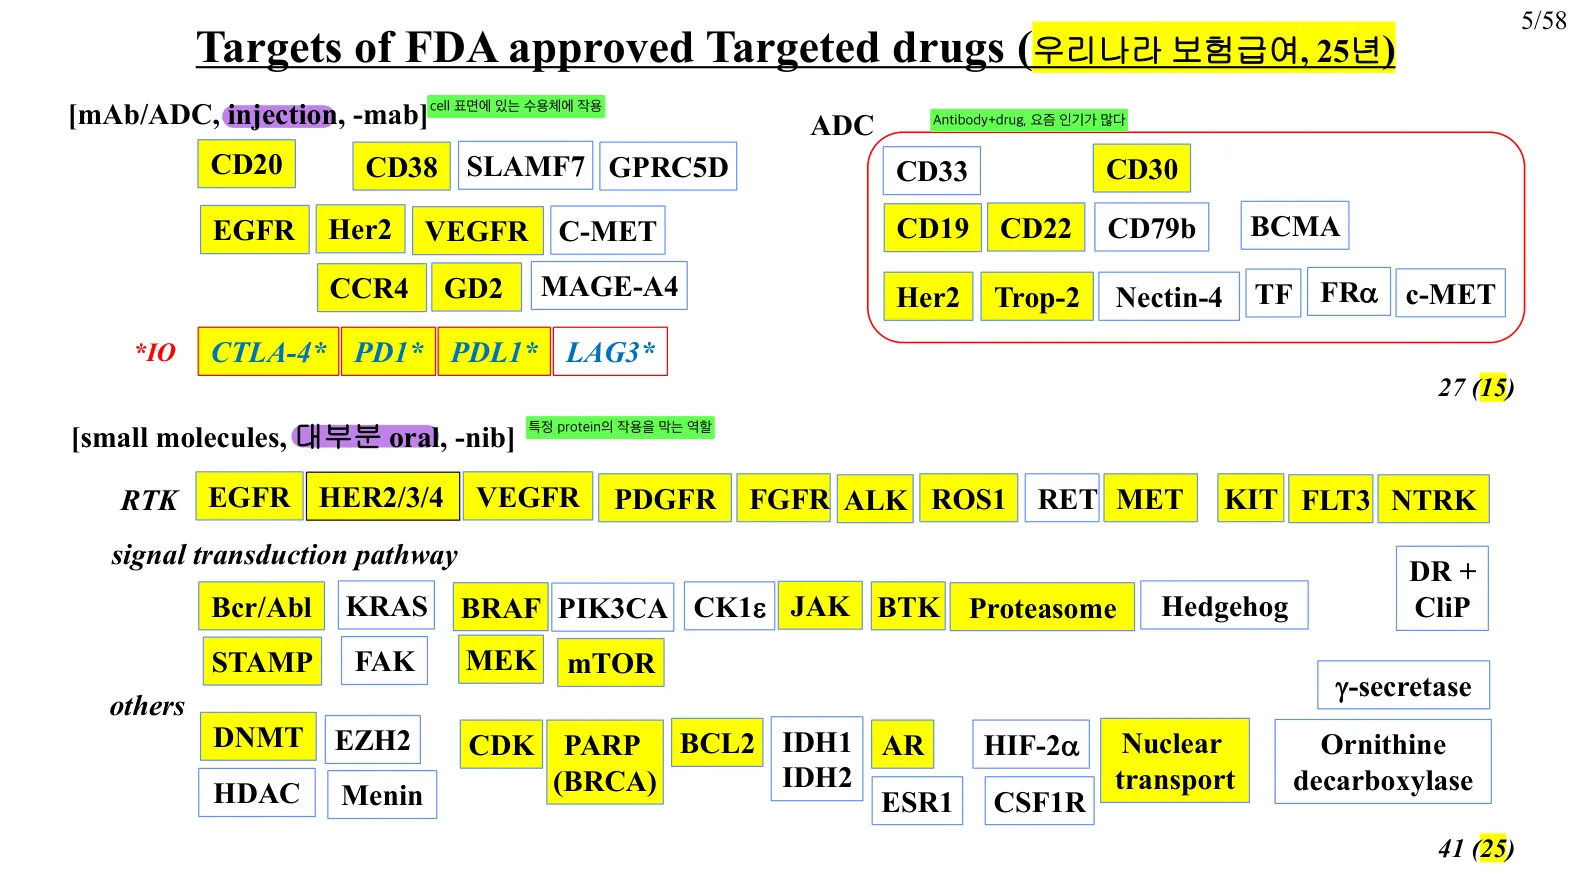 5/58
Targets of FDA approved Targeted drugs (우리나라 보험급여, 25년)
[mAb/ADC, injection, -mab]
cell 표면에 있는 수용체에 작용
CD20 CD38 SLAMF7 GPRC5D
EGFR Her2 VEGFR C-MET
CCR4 GD2 MAGE-A4
*IO CTLA-4* PD1* PDL1* LAG3*
ADC
Antibody+drug, 요즘 인기가 많다
CD33 CD30
CD19 CD22 CD79b BCMA
Her2 Trop-2 Nectin-4 TF FRα c-MET
27 (15)
[small molecules, 대부분 oral, -nib]
특정 protein의 작용을 막는 역할
RTK EGFR HER2/3/4 VEGFR PDGFR FGFR ALK ROS1 RET MET KIT FLT3 NTRK
signal transduction pathway
Bcr/Abl KRAS BRAF PIK3CA CK1ε JAK BTK Proteasome Hedgehog
DR +
CliP
STAMP FAK MEK mTOR
γ-secretase
others
DNMT EZH2 CDK
PARP
(BRCA)
BCL2
IDH1
IDH2
AR HIF-2α
Nuclear
transport
Ornithine
decarboxylase
HDAC Menin ESR1 CSF1R
41 (25)